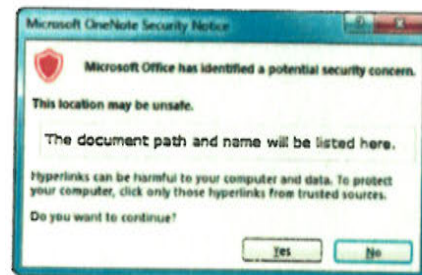 Microsoft OneNote Security Notice
Microsoft Office has identified a potential security concern.
This location may be unsafe.
The document path and name will be listed here.
Hyperlinks can be harmful to your computer and data. To protect
your computer, click only those hyperlinks from trusted sources.
Do you want to continue?
Yes No